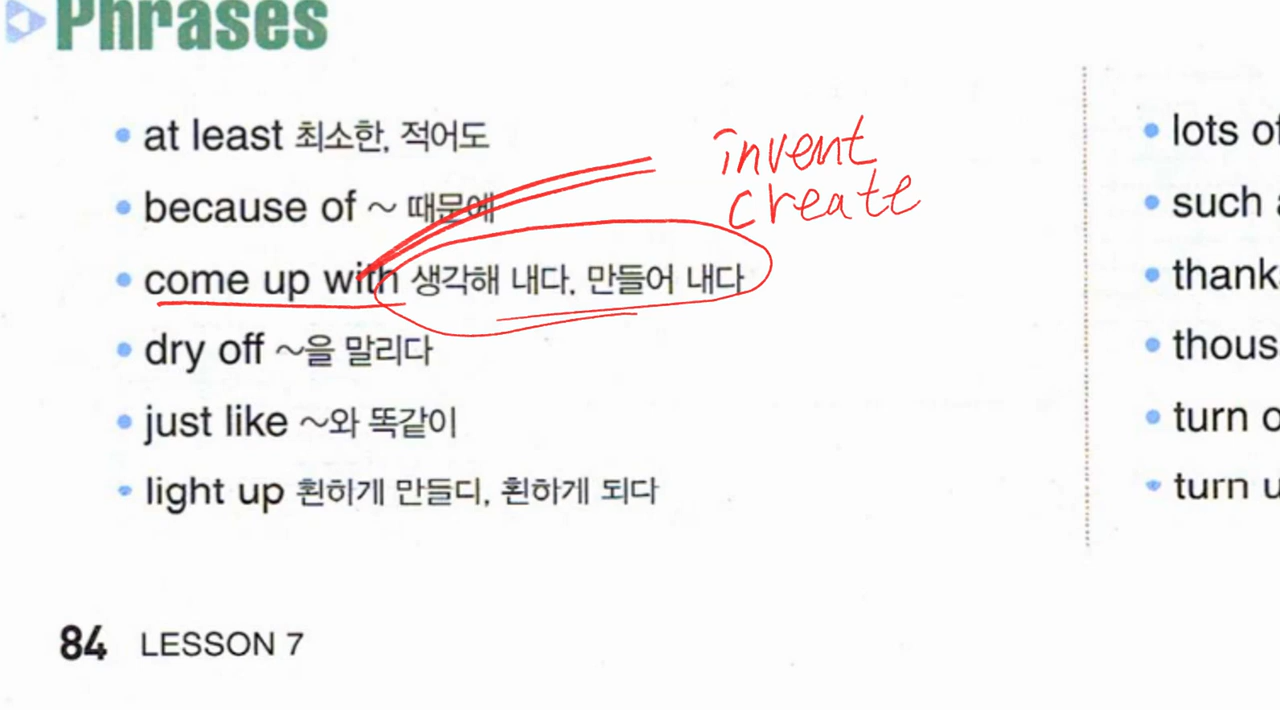 Phrases
at least 최소한, 적어도
because of ~ 때문에
come up with 생각해 내다, 만들어 내다
invent
create
dry off ~을 말리다
just like ~와 똑같이
light up 환하게 만들다, 환하게 되다
lots of
such
turn
84 LESSON 7